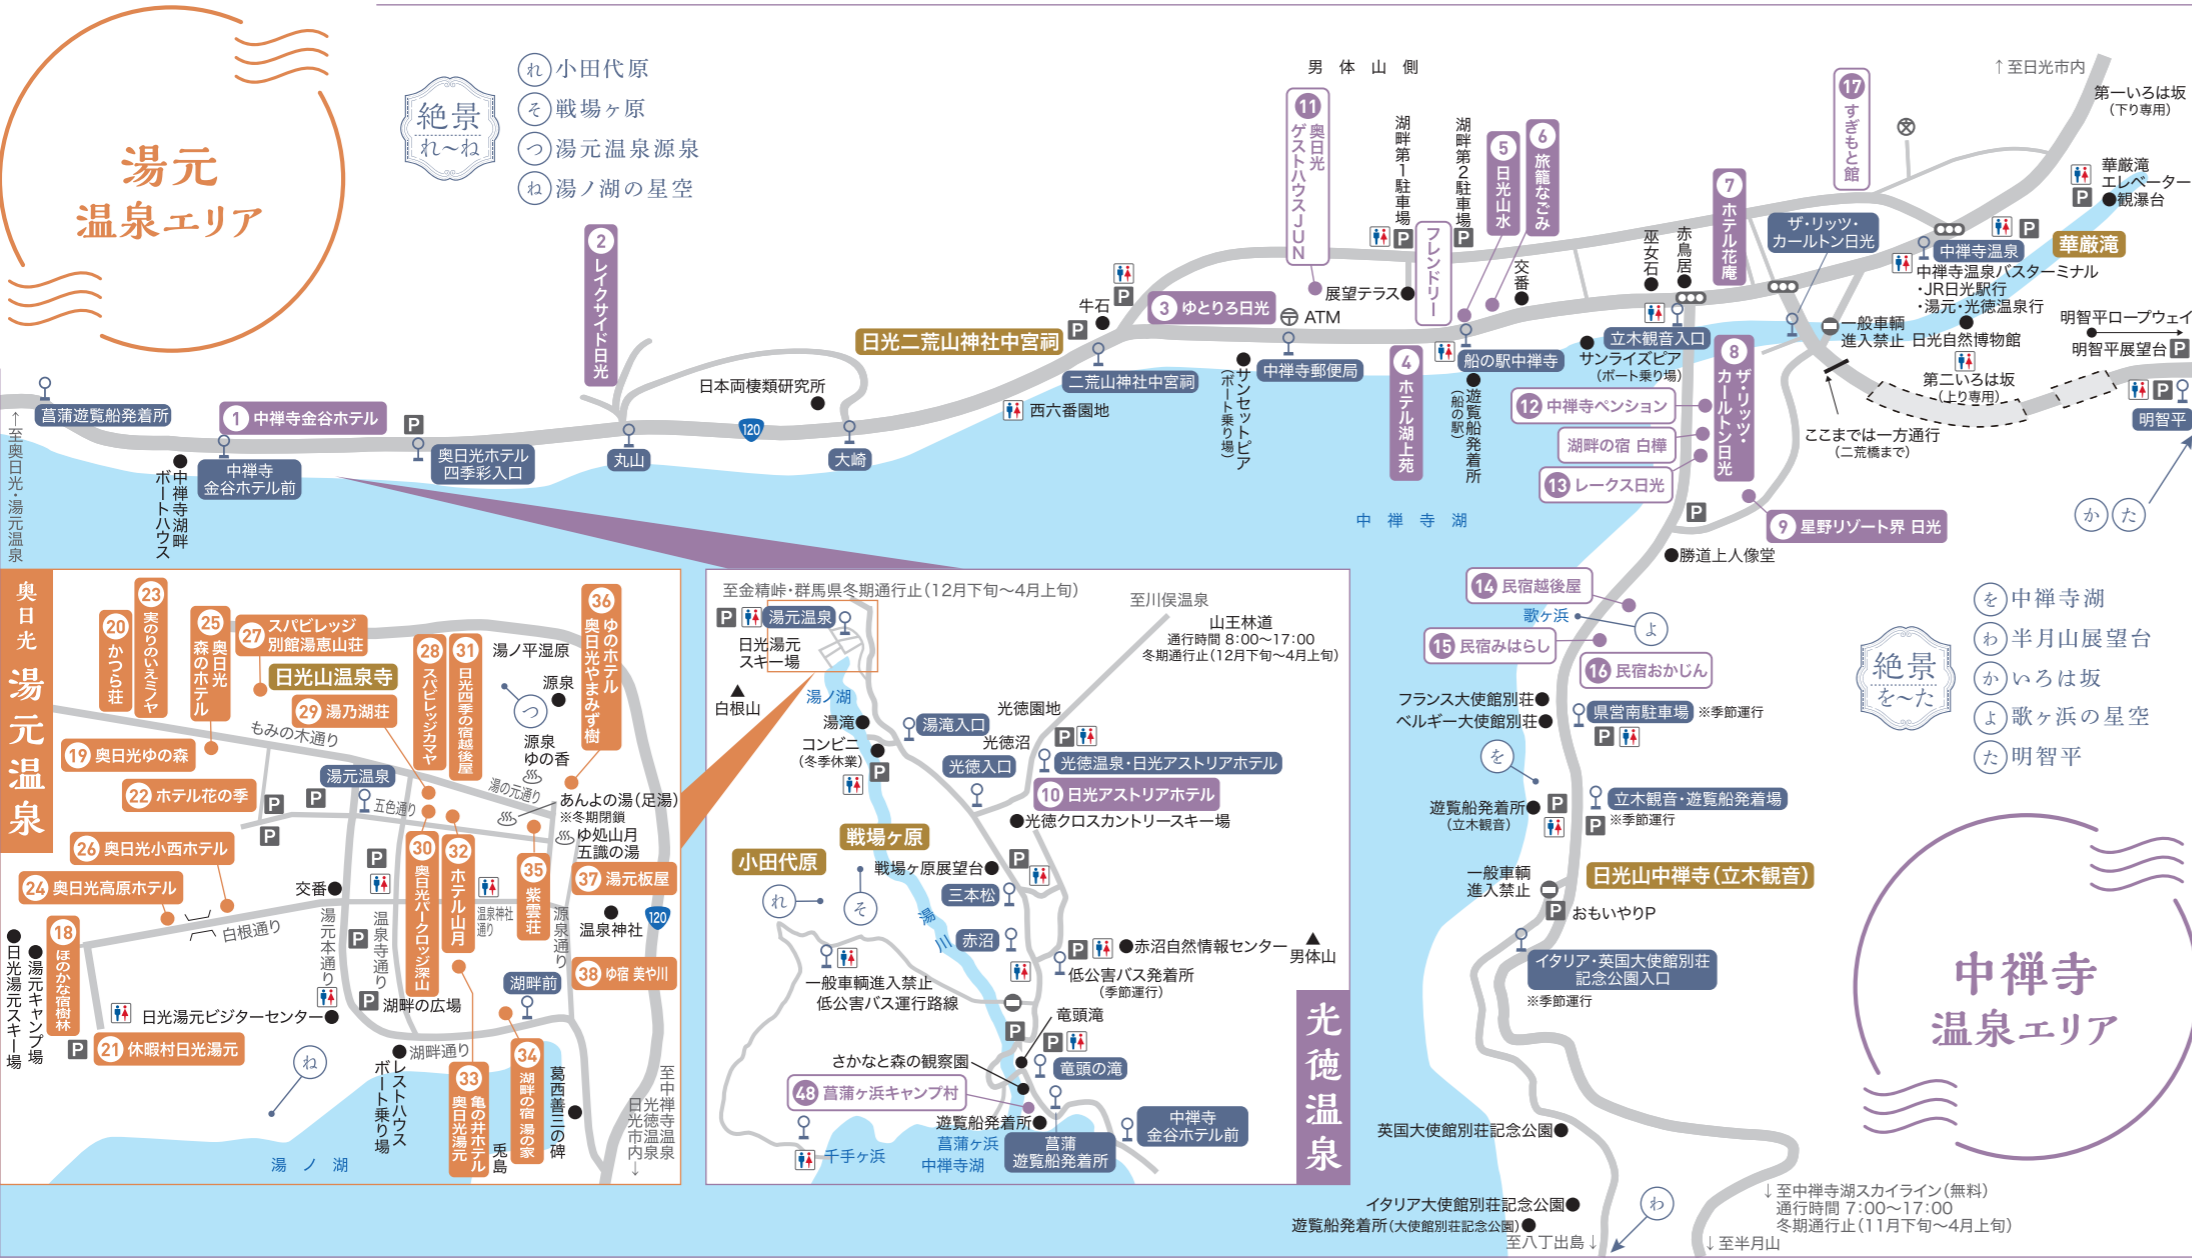 湯元
温泉エリア
絶景
れ〜ね
れ 小田代原
そ 戦場ヶ原
つ 湯元温泉源泉
ね 湯ノ湖の星空
男体山側
↑至日光市内
第一いろは坂
(下り専用)
華厳滝
エレベーター
●観瀑台
華厳滝
17 すぎもと館
11 奥日光
ゲストハウスJUN
湖畔第1駐車場
湖畔第2駐車場
5 日光山水
6 旅籠なごみ
7 ホテル花庵
ザ・リッツ・
カールトン日光
中禅寺温泉
中禅寺温泉バスターミナル
・JR日光駅行
・湯元・光徳温泉行
日光自然博物館
明智平ロープウェイ
明智平展望台
明智平
一般車輌
進入禁止
第二いろは坂
(上り専用)
ここまでは一方通行
(二荒橋まで)
か た
巫女石
赤鳥居
交番
展望テラス
フレンドリー
2 レイクサイド日光
牛石
3 ゆとりろ日光
ATM
日光二荒山神社中宮祠
二荒山神社中宮祠
中禅寺郵便局
サンセットピア
(ボート乗り場)
4 ホテル湖上苑
船の駅中禅寺
遊覧船発着所
(船の駅)
立木観音入口
サンライズピア
(ボート乗り場)
8 ザ・リッツ・
カールトン日光
12 中禅寺ペンション
湖畔の宿 白樺
13 レークス日光
9 星野リゾート界 日光
日本両棲類研究所
西六番園地
120
大崎
丸山
菖蒲遊覧船発着所
1 中禅寺金谷ホテル
奥日光ホテル
四季彩入口
中禅寺
金谷ホテル前
中禅寺湖畔
ボートハウス
↑至奥日光・湯元温泉
中禅寺湖
勝道上人像堂
14 民宿越後屋
歌ヶ浜
よ
15 民宿みはらし
16 民宿おかじん
フランス大使館別荘
ベルギー大使館別荘
県営南駐車場 ※季節運行
を
遊覧船発着所
(立木観音)
立木観音・遊覧船発着場
※季節運行
一般車輌
進入禁止
日光山中禅寺(立木観音)
おもいやりP
イタリア・英国大使館別荘
記念公園入口
※季節運行
英国大使館別荘記念公園
イタリア大使館別荘記念公園
遊覧船発着所(大使館別荘記念公園)
至八丁出島↓
わ
↓至半月山
↓至中禅寺湖スカイライン(無料)
通行時間 7:00〜17:00
冬期通行止(11月下旬〜4月上旬)
絶景
を〜た
を 中禅寺湖
わ 半月山展望台
か いろは坂
よ 歌ヶ浜の星空
た 明智平
中禅寺
温泉エリア
奥日光 湯元温泉
20 かつら荘
23 実のりのいえミノヤ
25 奥日光
森のホテル
27 スパビレッジ
別館湯恵山荘
日光山温泉寺
29 湯乃湖荘
28 スパビレッジカマヤ
31 日光四季の宿越後屋
36 ゆのホテル
奥日光やまみず樹
湯ノ平湿原
源泉
つ
源泉
ゆの香
もみの木通り
19 奥日光ゆの森
22 ホテル花の季
湯元温泉
五色通り
湯の元通り
あんよの湯(足湯)
※冬期閉鎖
ゆ処山月
五識の湯
26 奥日光小西ホテル
24 奥日光高原ホテル
交番
白根通り
30 奥日光パークロッジ深山
32 ホテル山月
35 紫雲荘
37 湯元板屋
温泉神社
通り
源泉通り
温泉神社
120
38 ゆ宿 美や川
湯元本通り
温泉寺通り
18 ほのかな宿樹林
日光湯元スキー場
湯元キャンプ場
日光湯元ビジターセンター
湖畔の広場
湖畔前
21 休暇村日光湯元
ね
湖畔通り
レストハウス
ボート乗り場
33 亀の井ホテル
奥日光湯元
34 湖畔の宿 湯の家
兎島
葛西善三の碑
至中禅寺温泉
光徳温泉
日光市内↓
湯ノ湖
至金精峠・群馬県冬期通行止(12月下旬〜4月上旬)
湯元温泉
日光湯元
スキー場
白根山
湯ノ湖
湯滝
コンビニ
(冬季休業)
湯滝入口
至川俣温泉
山王林道
通行時間 8:00〜17:00
冬期通行止(12月下旬〜4月上旬)
光徳園地
光徳沼
光徳入口
光徳温泉・日光アストリアホテル
10 日光アストリアホテル
光徳クロスカントリースキー場
戦場ヶ原
小田代原
戦場ヶ原展望台
れ
そ
三本松
湯川
赤沼
赤沼自然情報センター
男体山
低公害バス発着所
(季節運行)
一般車輌進入禁止
低公害バス運行路線
竜頭滝
竜頭の滝
さかなと森の観察園
48 菖蒲ヶ浜キャンプ村
遊覧船発着所
菖蒲ヶ浜
中禅寺湖
菖蒲
遊覧船発着所
中禅寺
金谷ホテル前
千手ヶ浜
光徳温泉